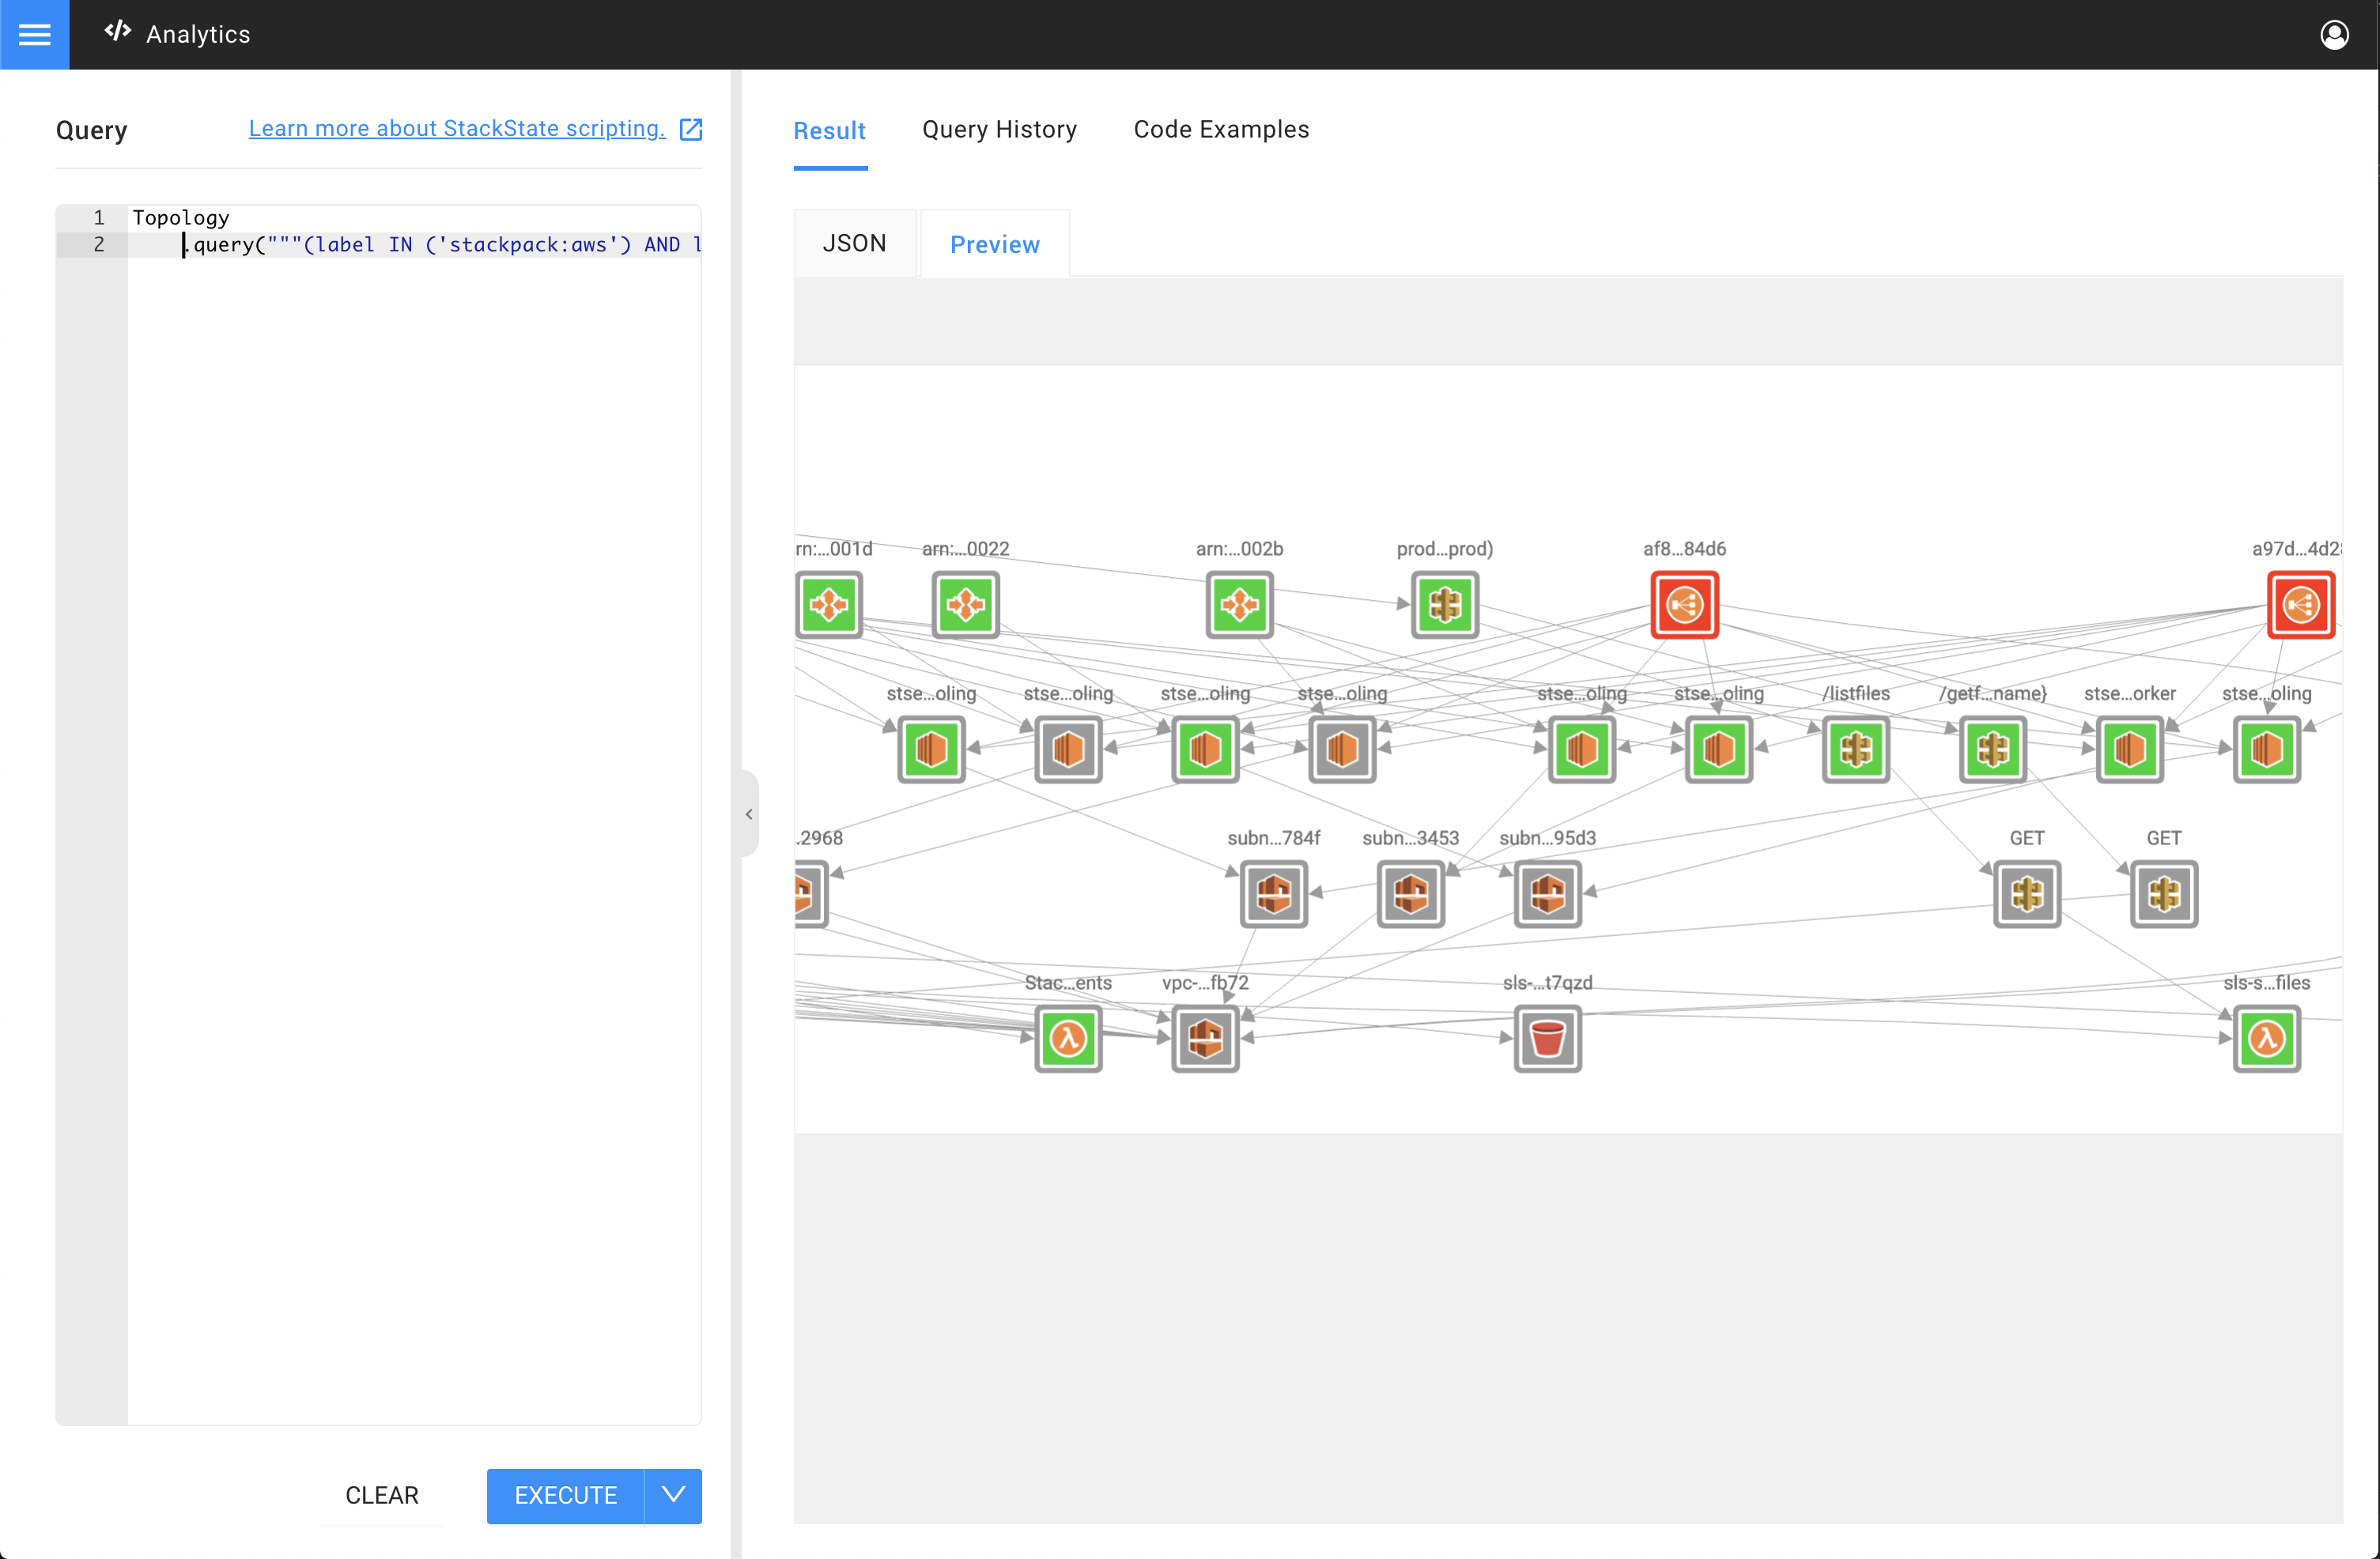 Analytics
Query
Learn more about StackState scripting.
1 Topology
2 .query("""(label IN ('stackpack:aws') AND l
CLEAR
EXECUTE
Result Query History Code Examples
JSON Preview
rn:...001d arn:...0022 arn:...002b prod...prod) af8...84d6 a97d...4d28
stse...oling stse...oling stse...oling stse...oling stse...oling stse...oling /listfiles /getf...name} stse...orker stse...oling
...2968 subn...784f subn...3453 subn...95d3 GET GET
Stac...ents vpc-...fb72 sls-...t7qzd sls-s...files